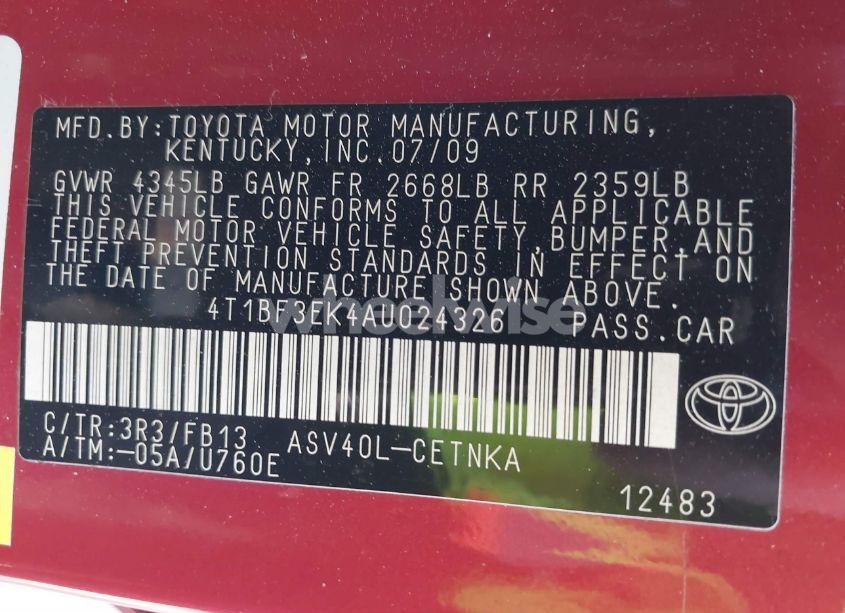 MFD.BY:TOYOTA MOTOR MANUFACTURING,
KENTUCKY,INC.07/09
GVWR 4345LB GAWR FR 2668LB RR 2359LB
THIS VEHICLE CONFORMS TO ALL APPLICABLE
FEDERAL MOTOR VEHICLE SAFETY,BUMPER,AND
THEFT PREVENTION STANDARDS IN EFFECT ON
THE DATE OF MANUFACTURE SHOWN ABOVE.
4T1BF3EK4AU024326 PASS.CAR
wheelwise
C/TR:3R3/FB13 ASV40L-CETNKA
A/TM:-05A/U760E
12483